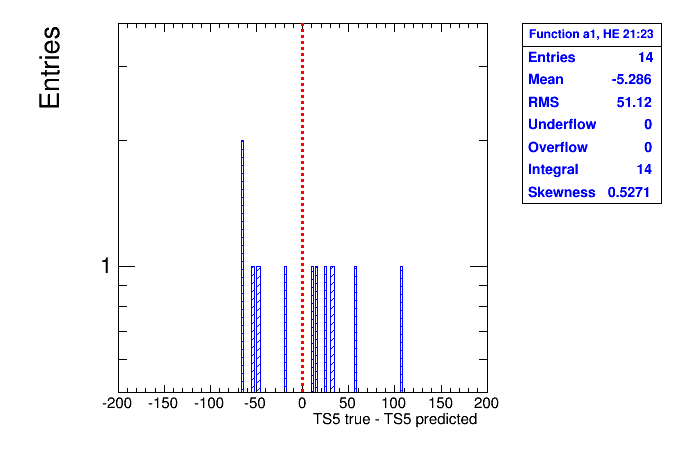 Entries
1
-200 -150 -100 -50 0 50 100 150 200
TS5 true - TS5 predicted
Function a1, HE 21:23
Entries 14
Mean -5.286
RMS 51.12
Underflow 0
Overflow 0
Integral 14
Skewness 0.5271